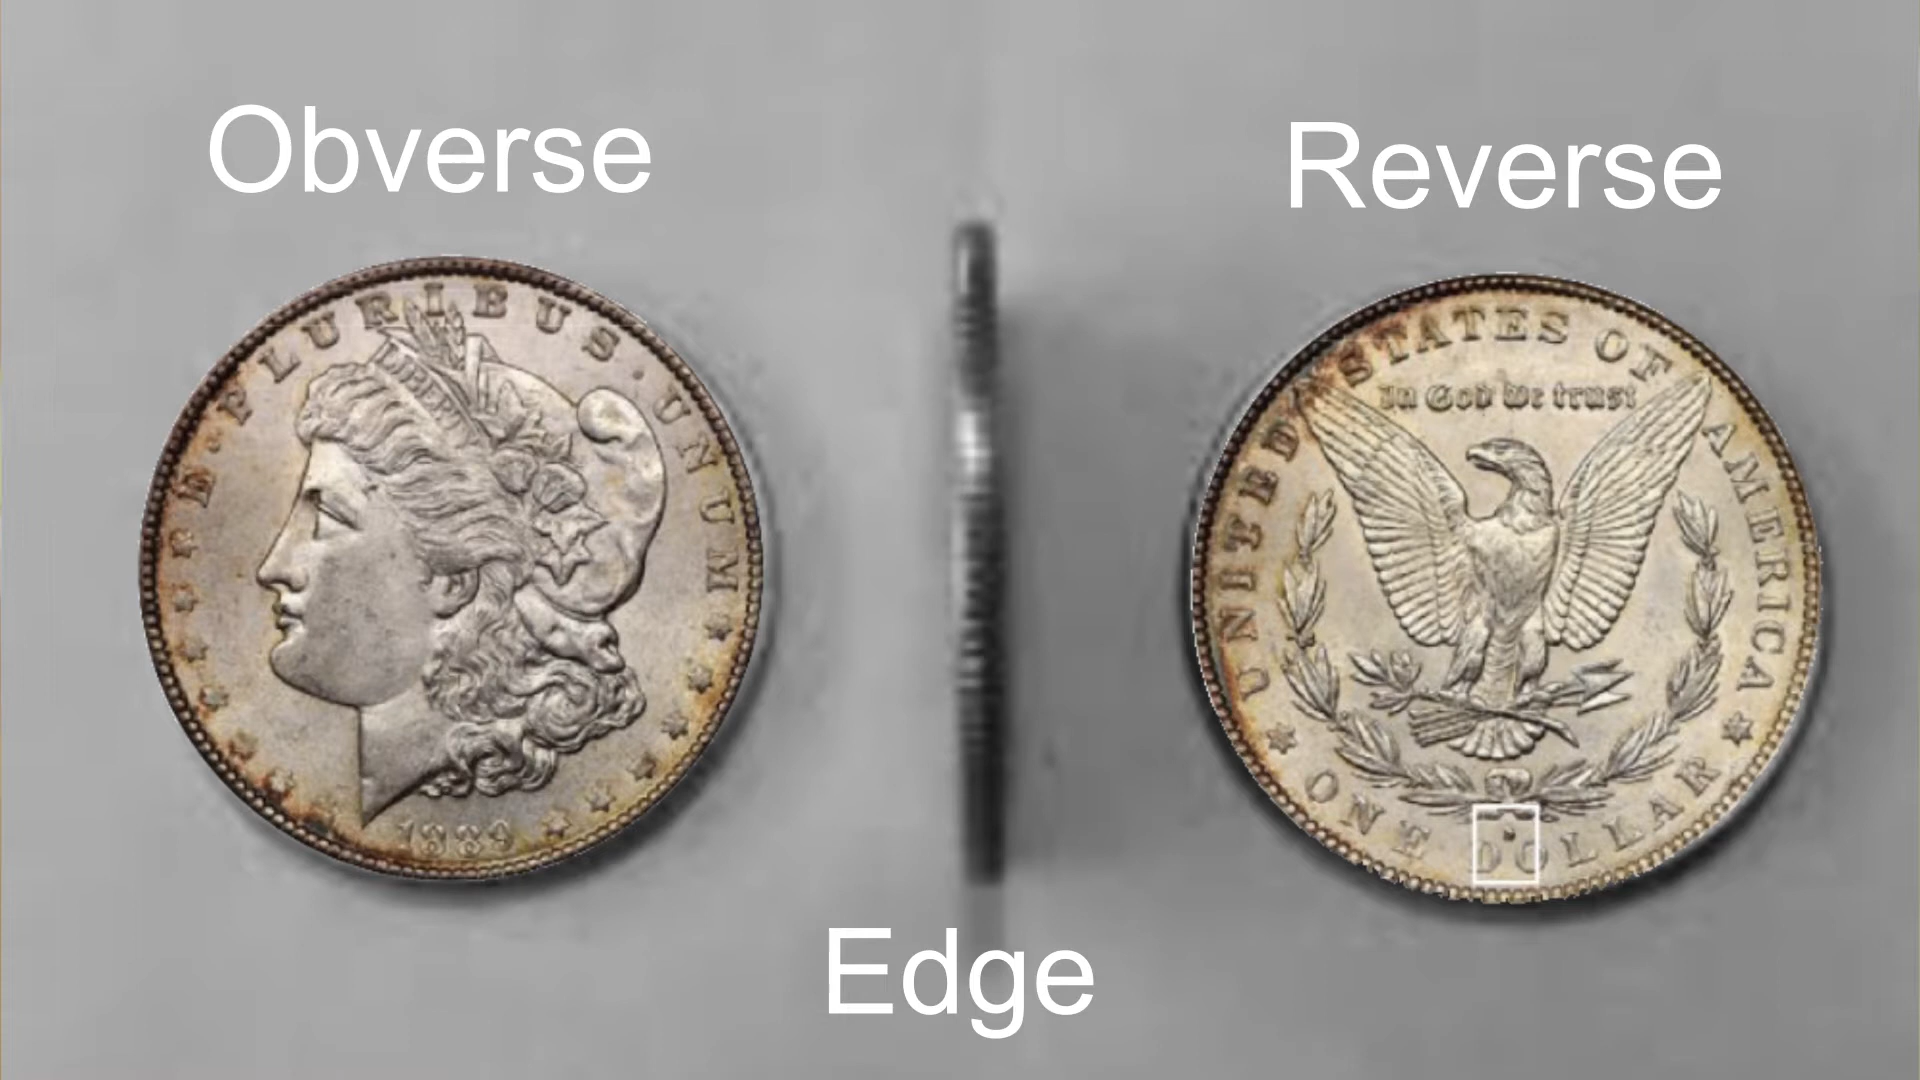 Obverse
Reverse
E·PLURIBUS·UNUM
LIBERTY
1889
UNITED STATES OF AMERICA
In God We trust
ONE DOLLAR
Edge